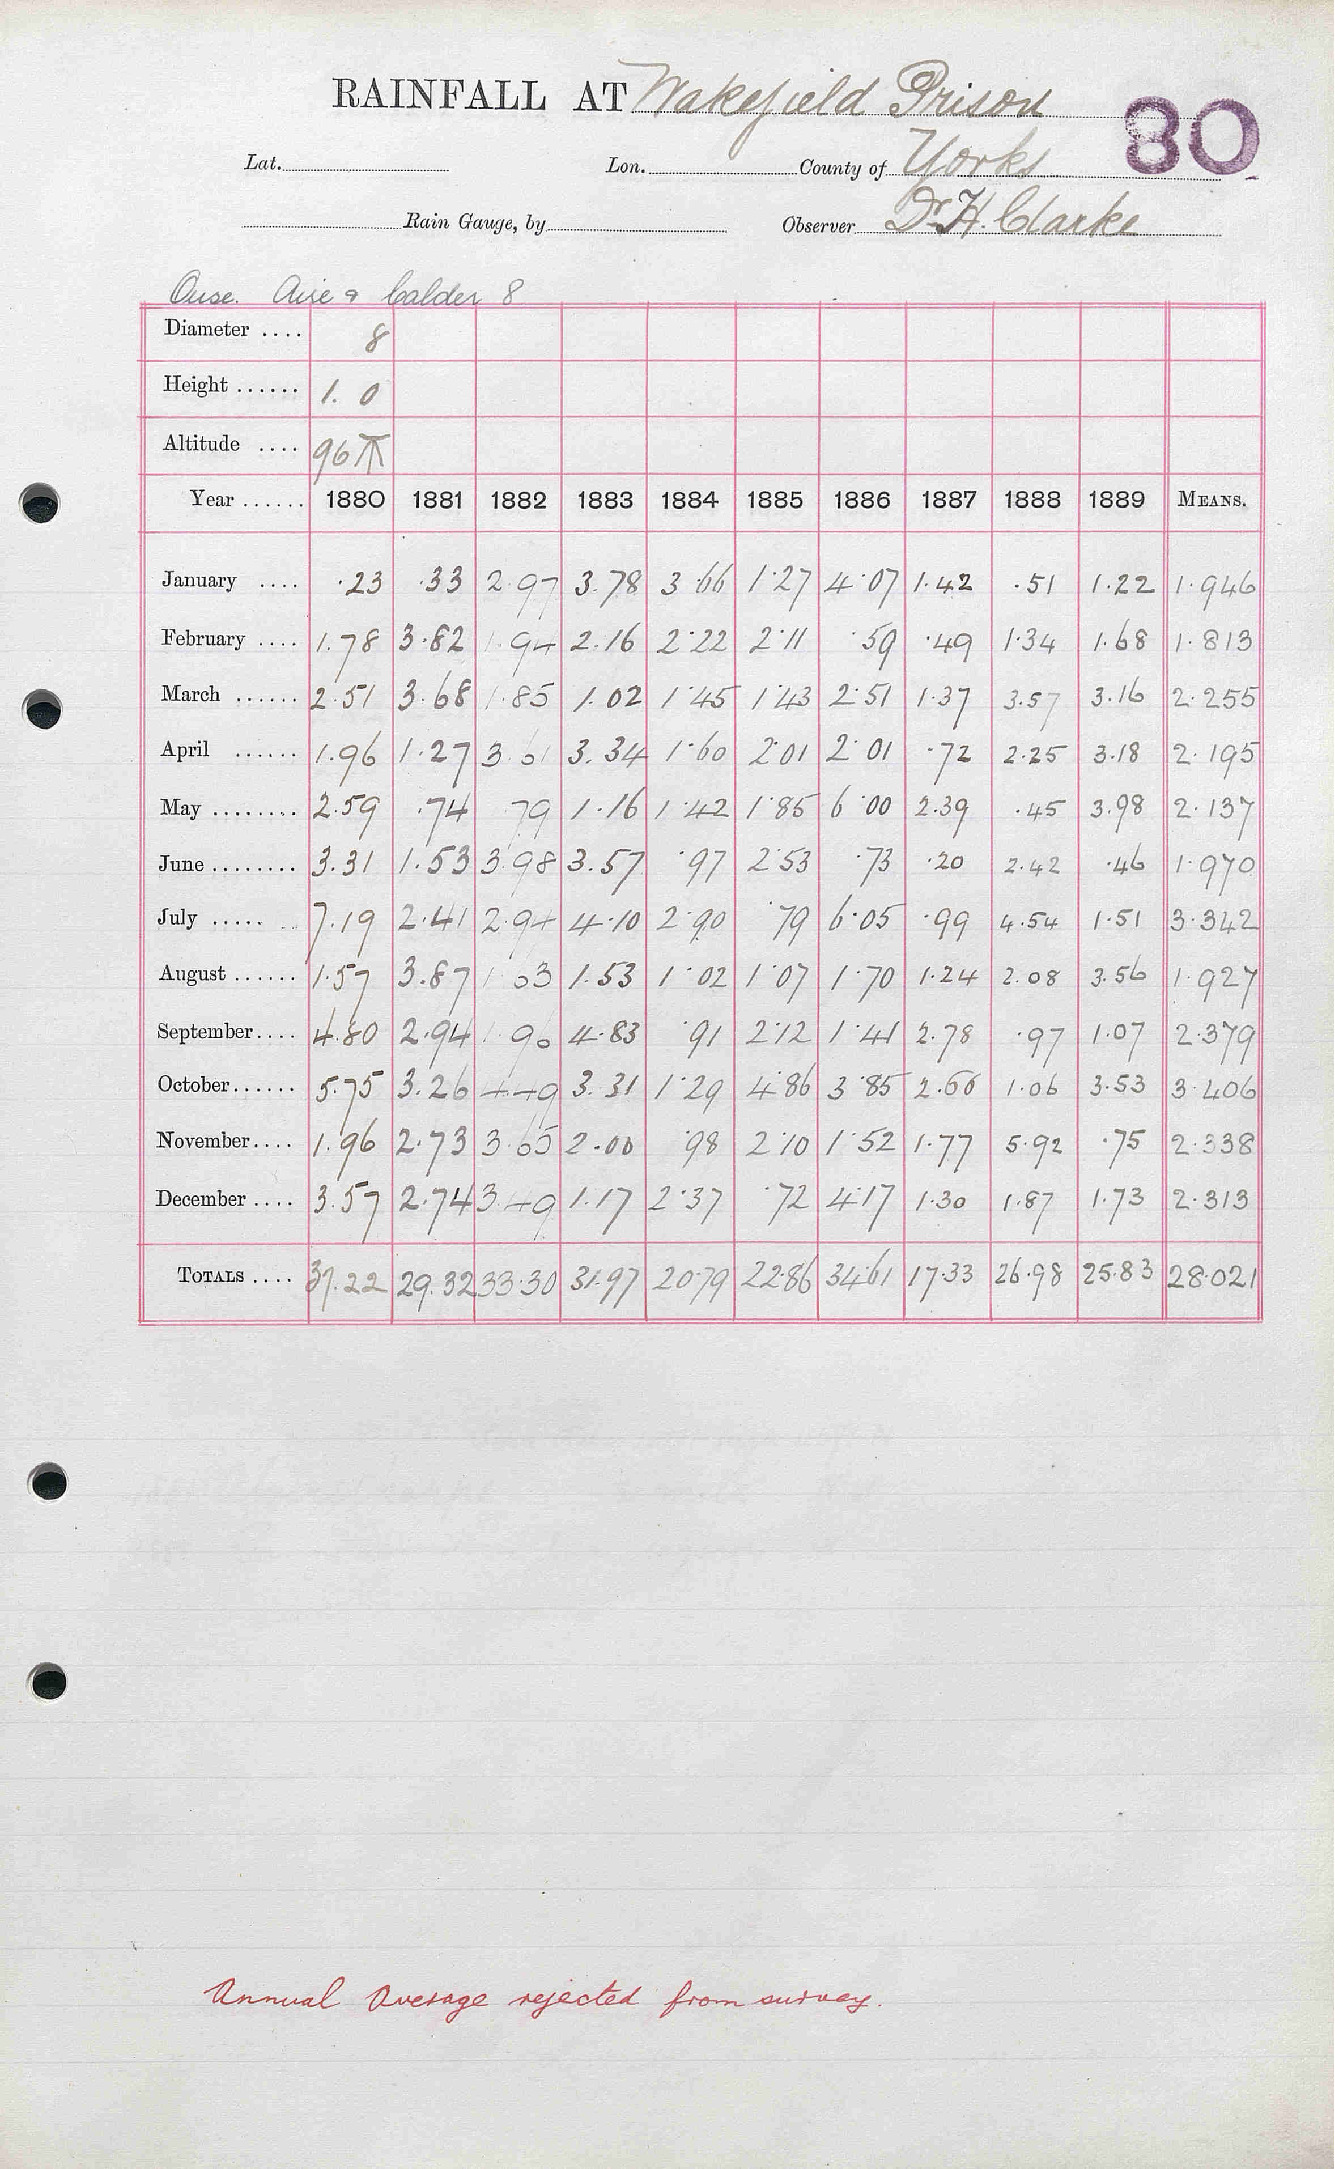 RAINFALL AT Wakefield Prison 80
Lat. Lon. County of Yorks
Rain Gauge, by Observer Dr. H. Clarke
Ouse. Aire & Calder 8
Diameter .... 8
Height ...... 1. 0
Altitude .... 96
Year ...... 1880 1881 1882 1883 1884 1885 1886 1887 1888 1889 MEANS.
January .... .23 .33 2.97 3.78 3.66 1.27 4.07 1.42 .51 1.22 1.946
February .... 1.78 3.82 1.94 2.16 2.22 2.11 .59 .49 1.34 1.68 1.813
March ...... 2.51 3.68 1.85 1.02 1.45 1.43 2.51 1.37 3.57 3.16 2.255
April ...... 1.96 1.27 3.61 3.34 1.60 2.01 2.01 .72 2.25 3.18 2.195
May ........ 2.59 .74 .79 1.16 1.42 1.85 6.00 2.39 .45 3.98 2.137
June ........ 3.31 1.53 3.98 3.57 .97 2.53 .73 .20 2.42 .46 1.970
July ..... .. 7.19 2.41 2.94 4.10 2.90 .79 6.05 .99 4.54 1.51 3.342
August ...... 1.57 3.87 1.63 1.53 1.02 1.07 1.70 1.24 2.08 3.56 1.927
September.... 4.80 2.94 1.96 4.83 .91 2.12 1.41 2.78 .97 1.07 2.379
October...... 5.75 3.26 4.49 3.31 1.29 4.86 3.85 2.66 1.06 3.53 3.406
November.... 1.96 2.73 3.65 2.00 .98 2.10 1.52 1.77 5.92 .75 2.338
December .... 3.57 2.74 3.49 1.17 2.37 .72 4.17 1.30 1.87 1.73 2.313
TOTALS .... 37.22 29.32 33.30 31.97 20.79 22.86 34.61 17.33 26.98 25.83 28.021
Annual Average rejected from survey.